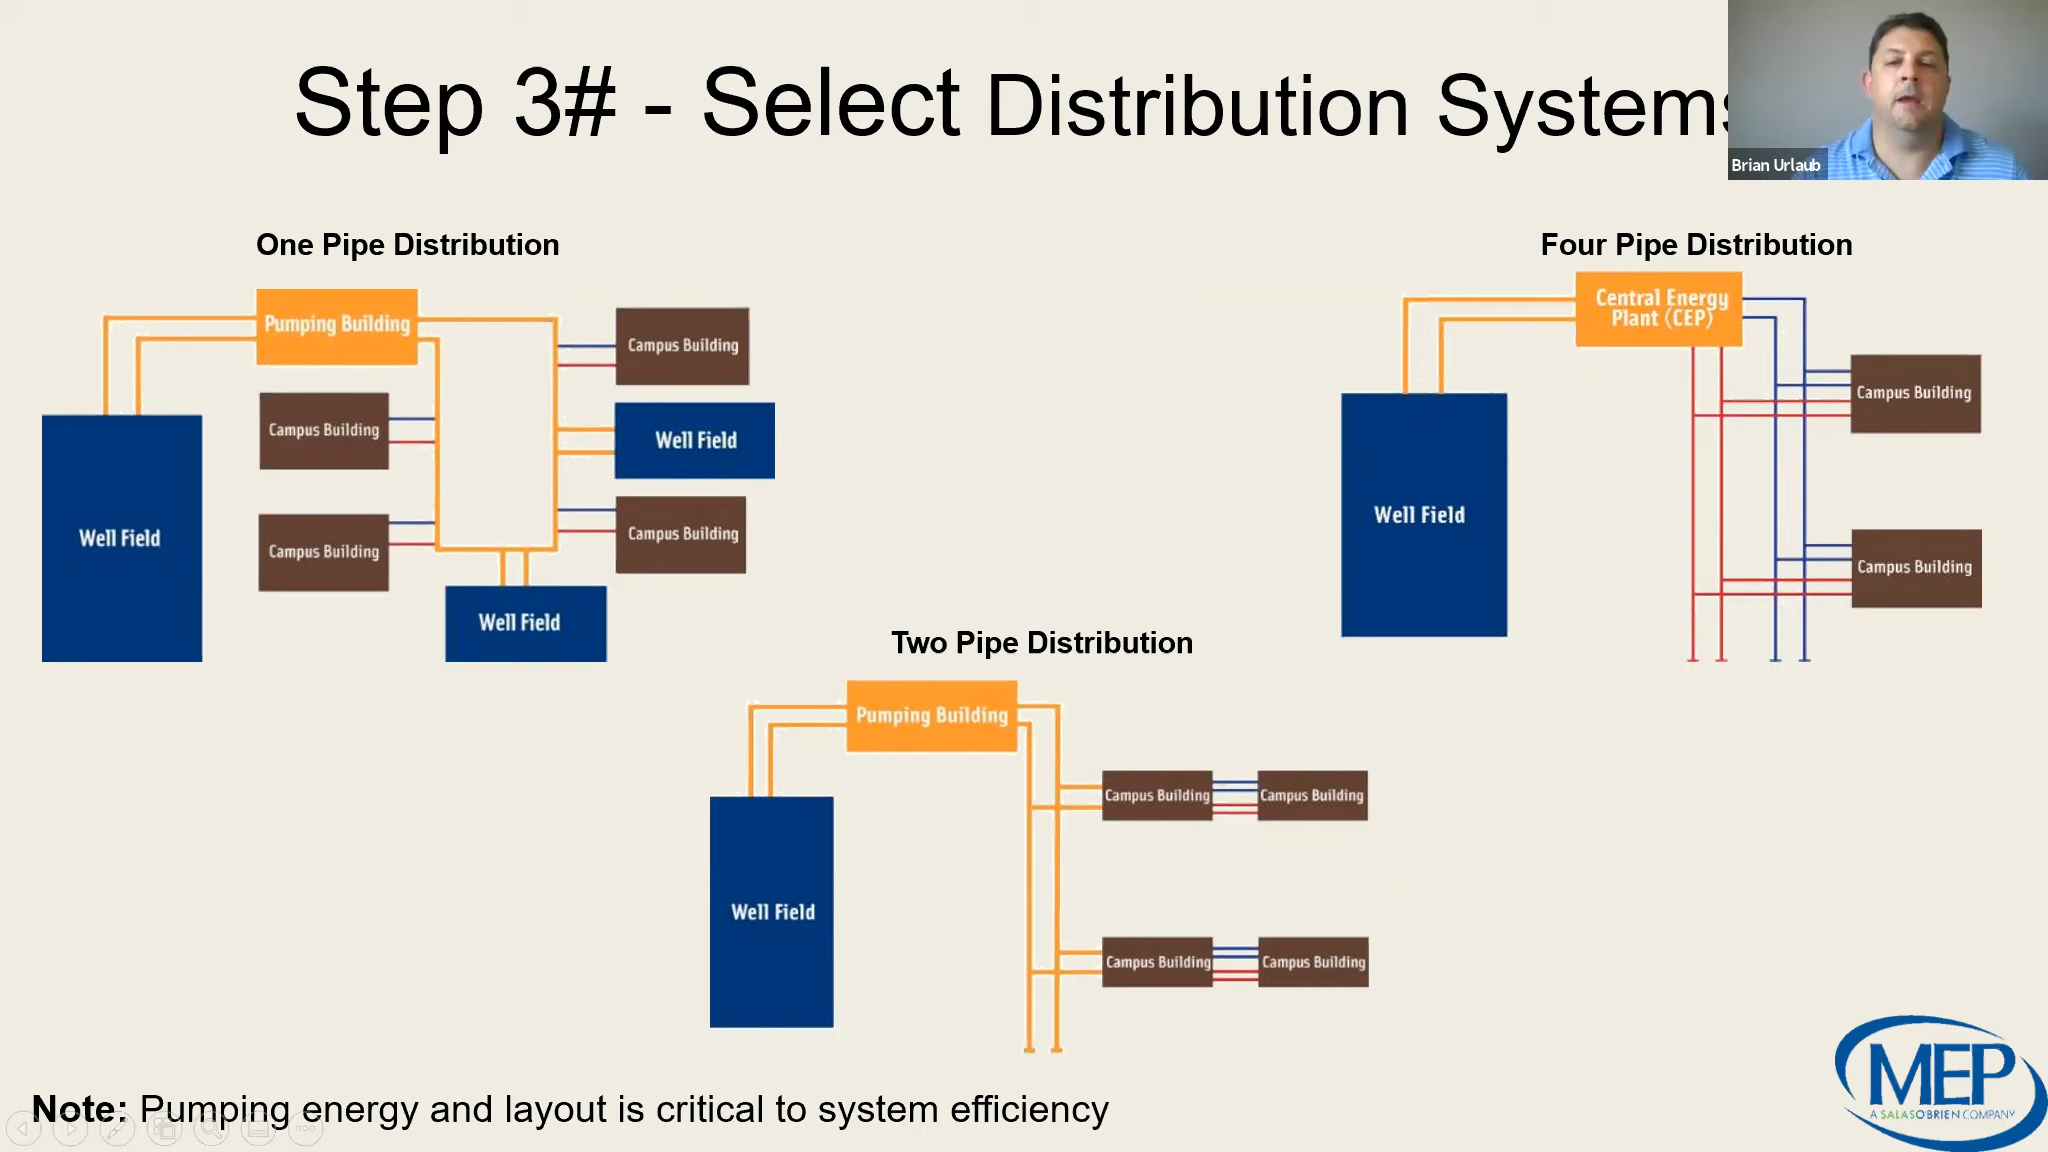 Step 3# - Select Distribution Systems
Brian Urlaub
One Pipe Distribution
Pumping Building
Campus Building
Campus Building
Well Field
Campus Building
Campus Building
Well Field
Well Field
Four Pipe Distribution
Central Energy
Plant (CEP)
Campus Building
Well Field
Campus Building
Two Pipe Distribution
Pumping Building
Campus Building
Campus Building
Well Field
Campus Building
Campus Building
Note: Pumping energy and layout is critical to system efficiency
MEP
A SALASOBRIEN COMPANY